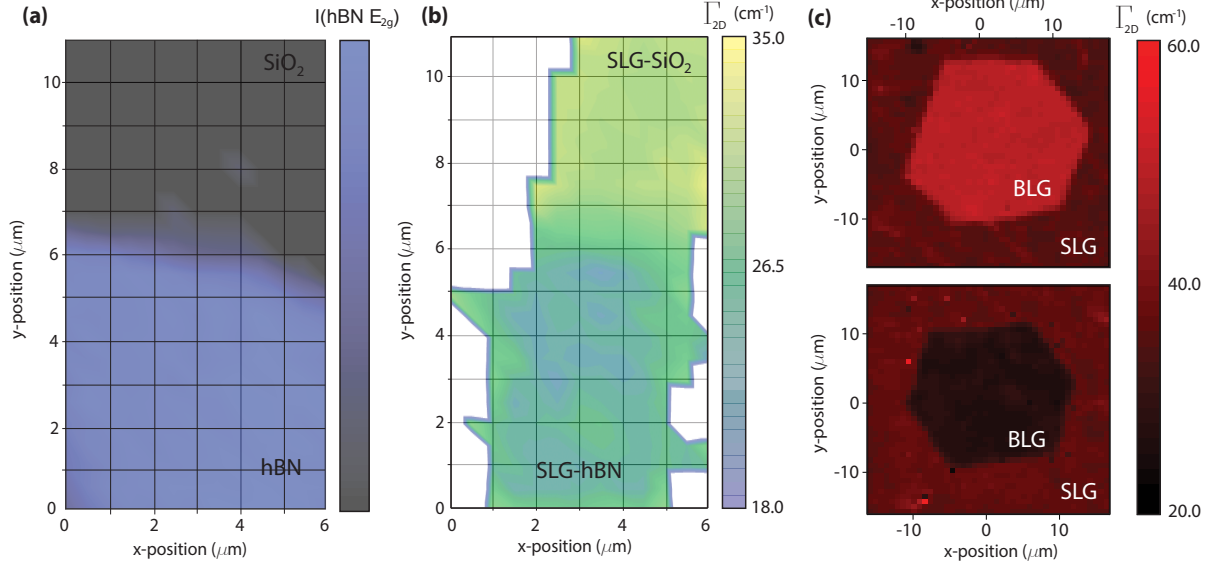 (a)
I(hBN E2g)
SiO2
hBN
10
8
6
4
2
0
y-position (μm)
0 2 4 6
x-position (μm)
(b)
Γ2D (cm-1)
SLG-SiO2
SLG-hBN
10
8
6
4
2
0
y-position (μm)
0 2 4 6
x-position (μm)
35.0
26.5
18.0
(c)
x-position (μm)
Γ2D (cm-1)
-10 0 10
10
0
-10
y-position (μm)
BLG
SLG
60.0
40.0
20.0
10
0
-10
y-position (μm)
BLG
SLG
-10 0 10
x-position (μm)